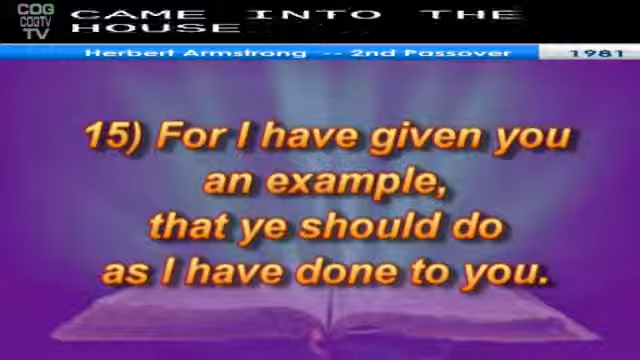 COG
COGTV
TV
CAME INTO THE
HOUSE
Herbert Armstrong -- 2nd Passover
1981
15) For I have given you
an example,
that ye should do
as I have done to you.